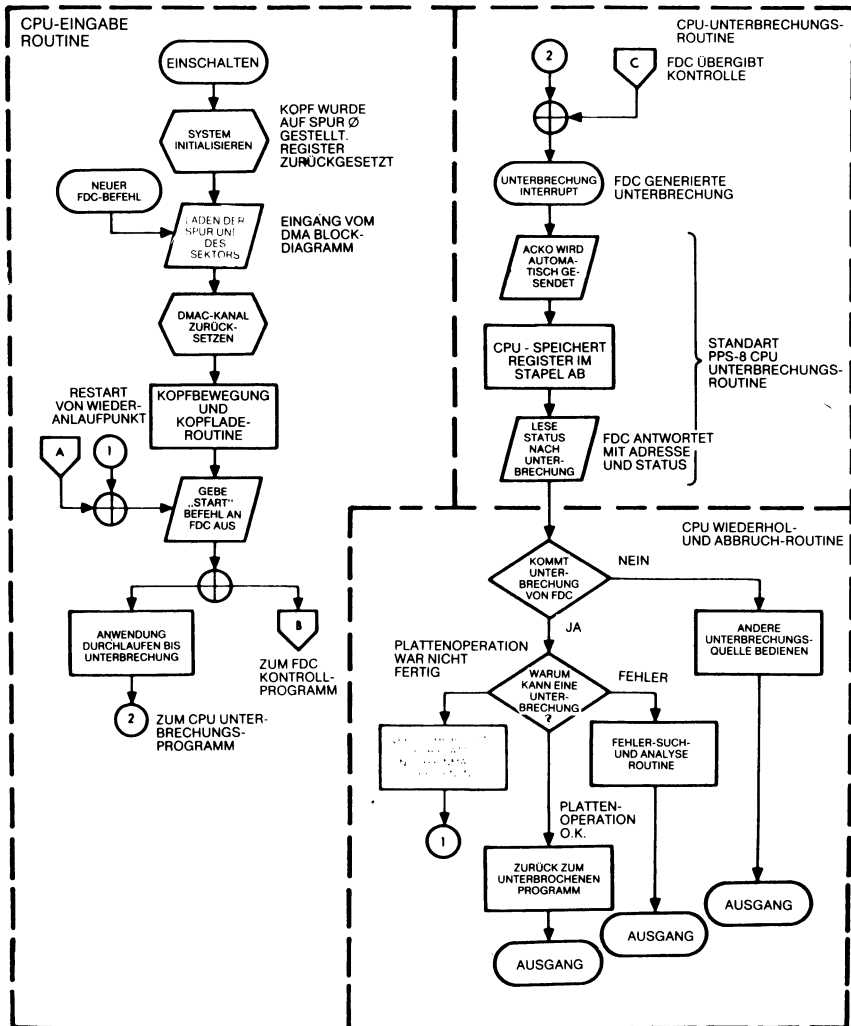 CPU-EINGABE
ROUTINE
EINSCHALTEN
SYSTEM
INITIALISIEREN
KOPF WURDE
AUF SPUR Ø
GESTELLT.
REGISTER
ZURÜCKGESETZT
NEUER
FDC-BEFEHL
LADEN DER
SPUR UND
DES
SEKTORS
EINGANG VOM
DMA BLOCK-
DIAGRAMM
DMAC-KANAL
ZURÜCK-
SETZEN
RESTART
VON WIEDER-
ANLAUFPUNKT
KOPFBEWEGUNG
UND
KOPFLADE-
ROUTINE
A
1
GEBE
„START"
BEFEHL AN
FDC AUS
ANWENDUNG
DURCHLAUFEN BIS
UNTERBRECHUNG
B
ZUM FDC
KONTROLL-
PROGRAMM
2
ZUM CPU UNTER-
BRECHUNGS-
PROGRAMM
CPU-UNTERBRECHUNGS-
ROUTINE
2
C
FDC ÜBERGIBT
KONTROLLE
UNTERBRECHUNG
INTERRUPT
FDC GENERIERTE
UNTERBRECHUNG
ACKO WIRD
AUTOMA-
TISCH GE-
SENDET
CPU - SPEICHERT
REGISTER IM
STAPEL AB
STANDART
PPS-8 CPU
UNTERBRECHUNGS-
ROUTINE
LESE
STATUS
NACH
UNTER-
BRECHUNG
FDC ANTWORTET
MIT ADRESSE
UND STATUS
CPU WIEDERHOL-
UND ABBRUCH-ROUTINE
KOMMT
UNTER-
BRECHUNG
VON FDC
NEIN
JA
ANDERE
UNTERBRECHUNGS-
QUELLE BEDIENEN
PLATTENOPERATION
WAR NICHT
FERTIG
WARUM
KANN EINE
UNTER-
BRECHUNG
?
FEHLER
FEHLER-SUCH-
UND ANALYSE
ROUTINE
1
PLATTEN-
OPERATION
O.K.
ZURÜCK ZUM
UNTERBROCHENEN
PROGRAMM
AUSGANG
AUSGANG
AUSGANG